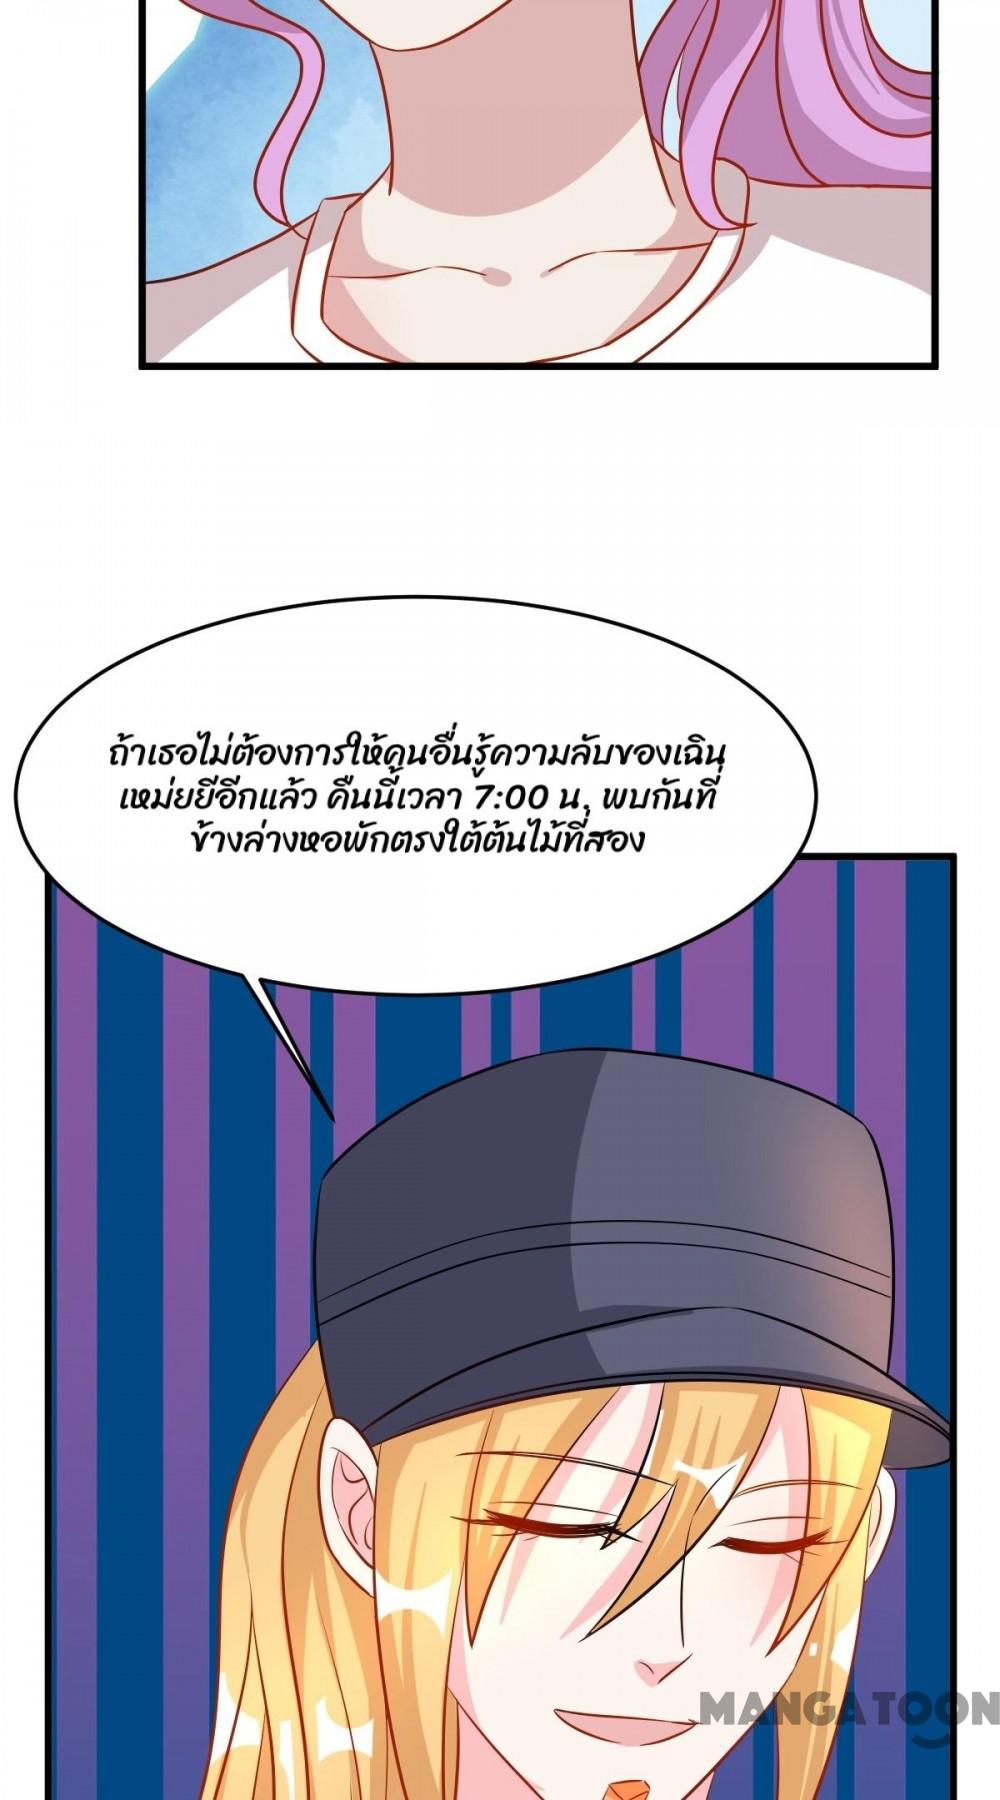 ถ้าเธอไม่ต้องการให้คนอื่นรู้ความลับของเฉิน
เหม่ยยีอีกแล้ว คืนนี้เวลา 7:00 น. พบกันที่
ข้างล่างหอพักตรงใต้ต้นไม้ที่สอง
MANGATOON